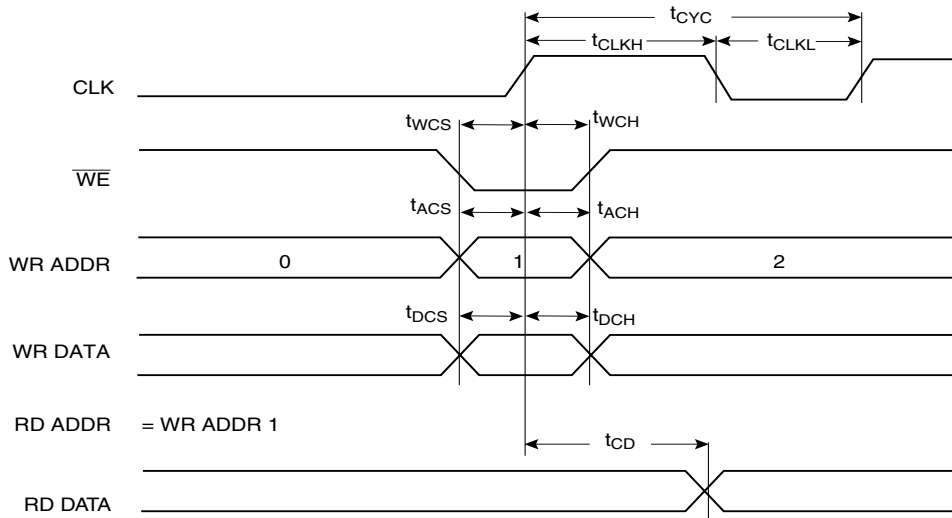 tCYC
tCLKH tCLKL
CLK
tWCS tWCH
WE
tACS tACH
WR ADDR 0 1 2
tDCS tDCH
WR DATA
RD ADDR = WR ADDR 1
tCD
RD DATA